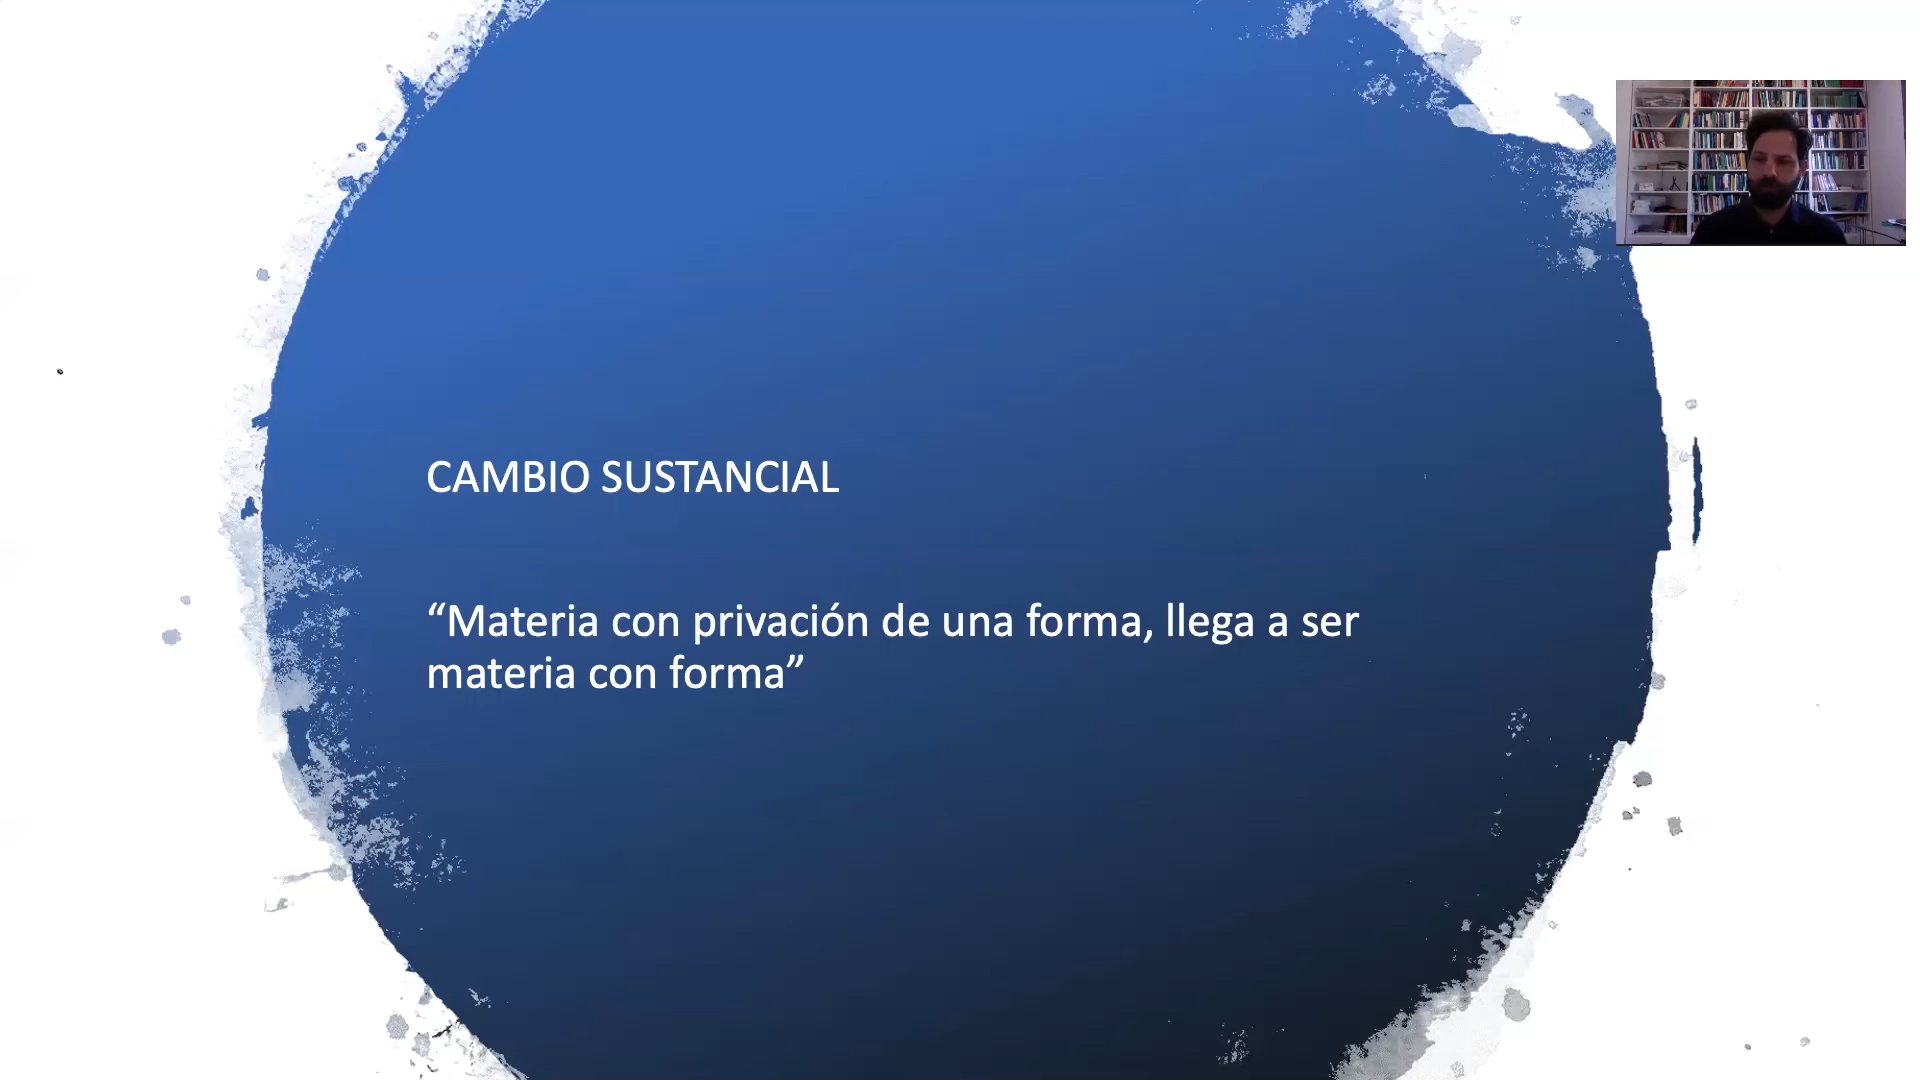 CAMBIO SUSTANCIAL
“Materia con privación de una forma, llega a ser
materia con forma”